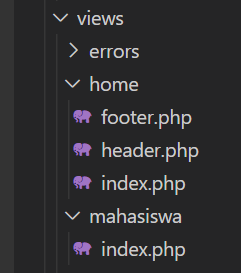 views
errors
home
footer.php
header.php
index.php
mahasiswa
index.php